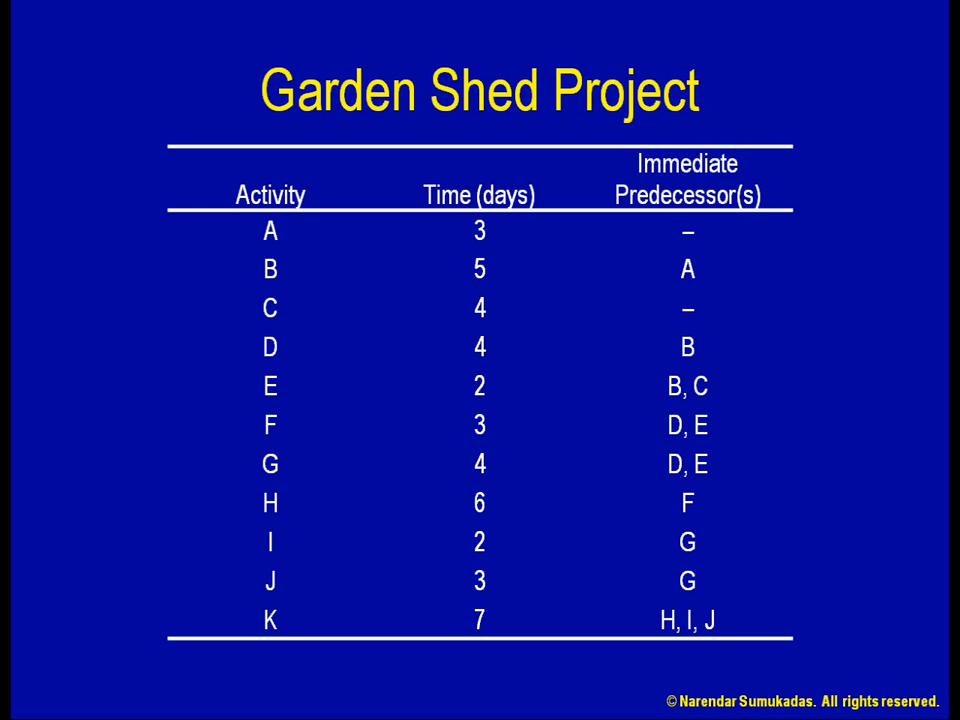 Garden Shed Project
Immediate
Activity Time (days) Predecessor(s)
A 3 –
B 5 A
C 4 –
D 4 B
E 2 B, C
F 3 D, E
G 4 D, E
H 6 F
I 2 G
J 3 G
K 7 H, I, J
© Narendar Sumukadas. All rights reserved.